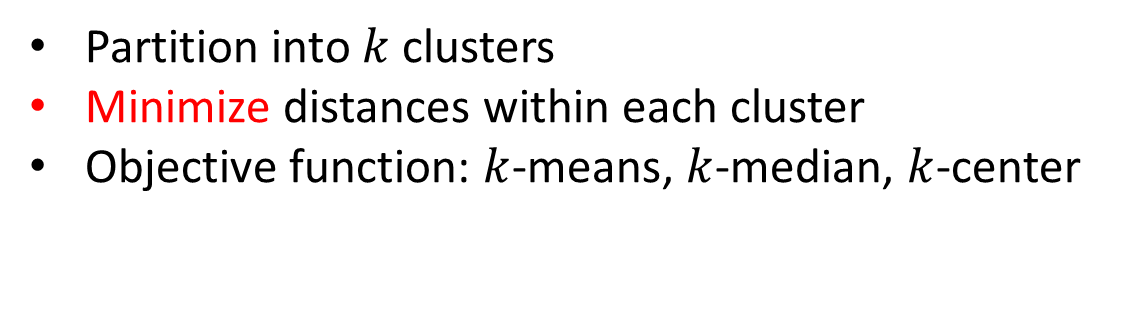 • Partition into k clusters
• Minimize distances within each cluster
• Objective function: k-means, k-median, k-center